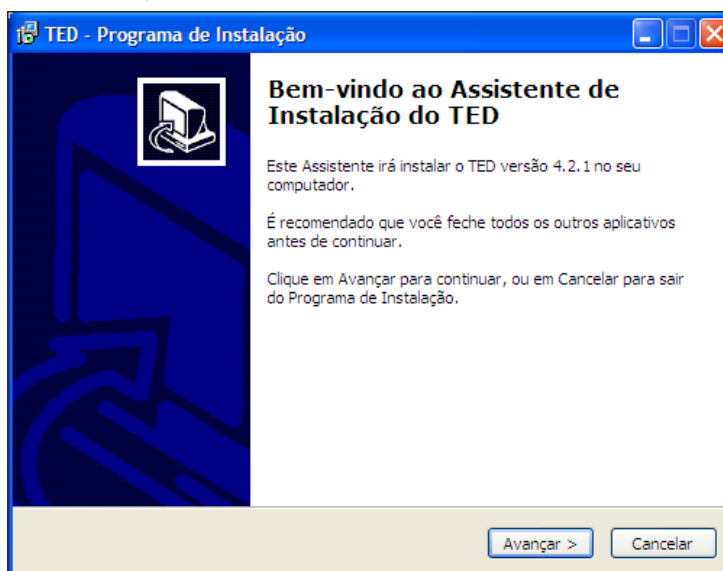 TED - Programa de Instalação
Bem-vindo ao Assistente de
Instalação do TED
Este Assistente irá instalar o TED versão 4.2.1 no seu
computador.
É recomendado que você feche todos os outros aplicativos
antes de continuar.
Clique em Avançar para continuar, ou em Cancelar para sair
do Programa de Instalação.
Avançar >
Cancelar